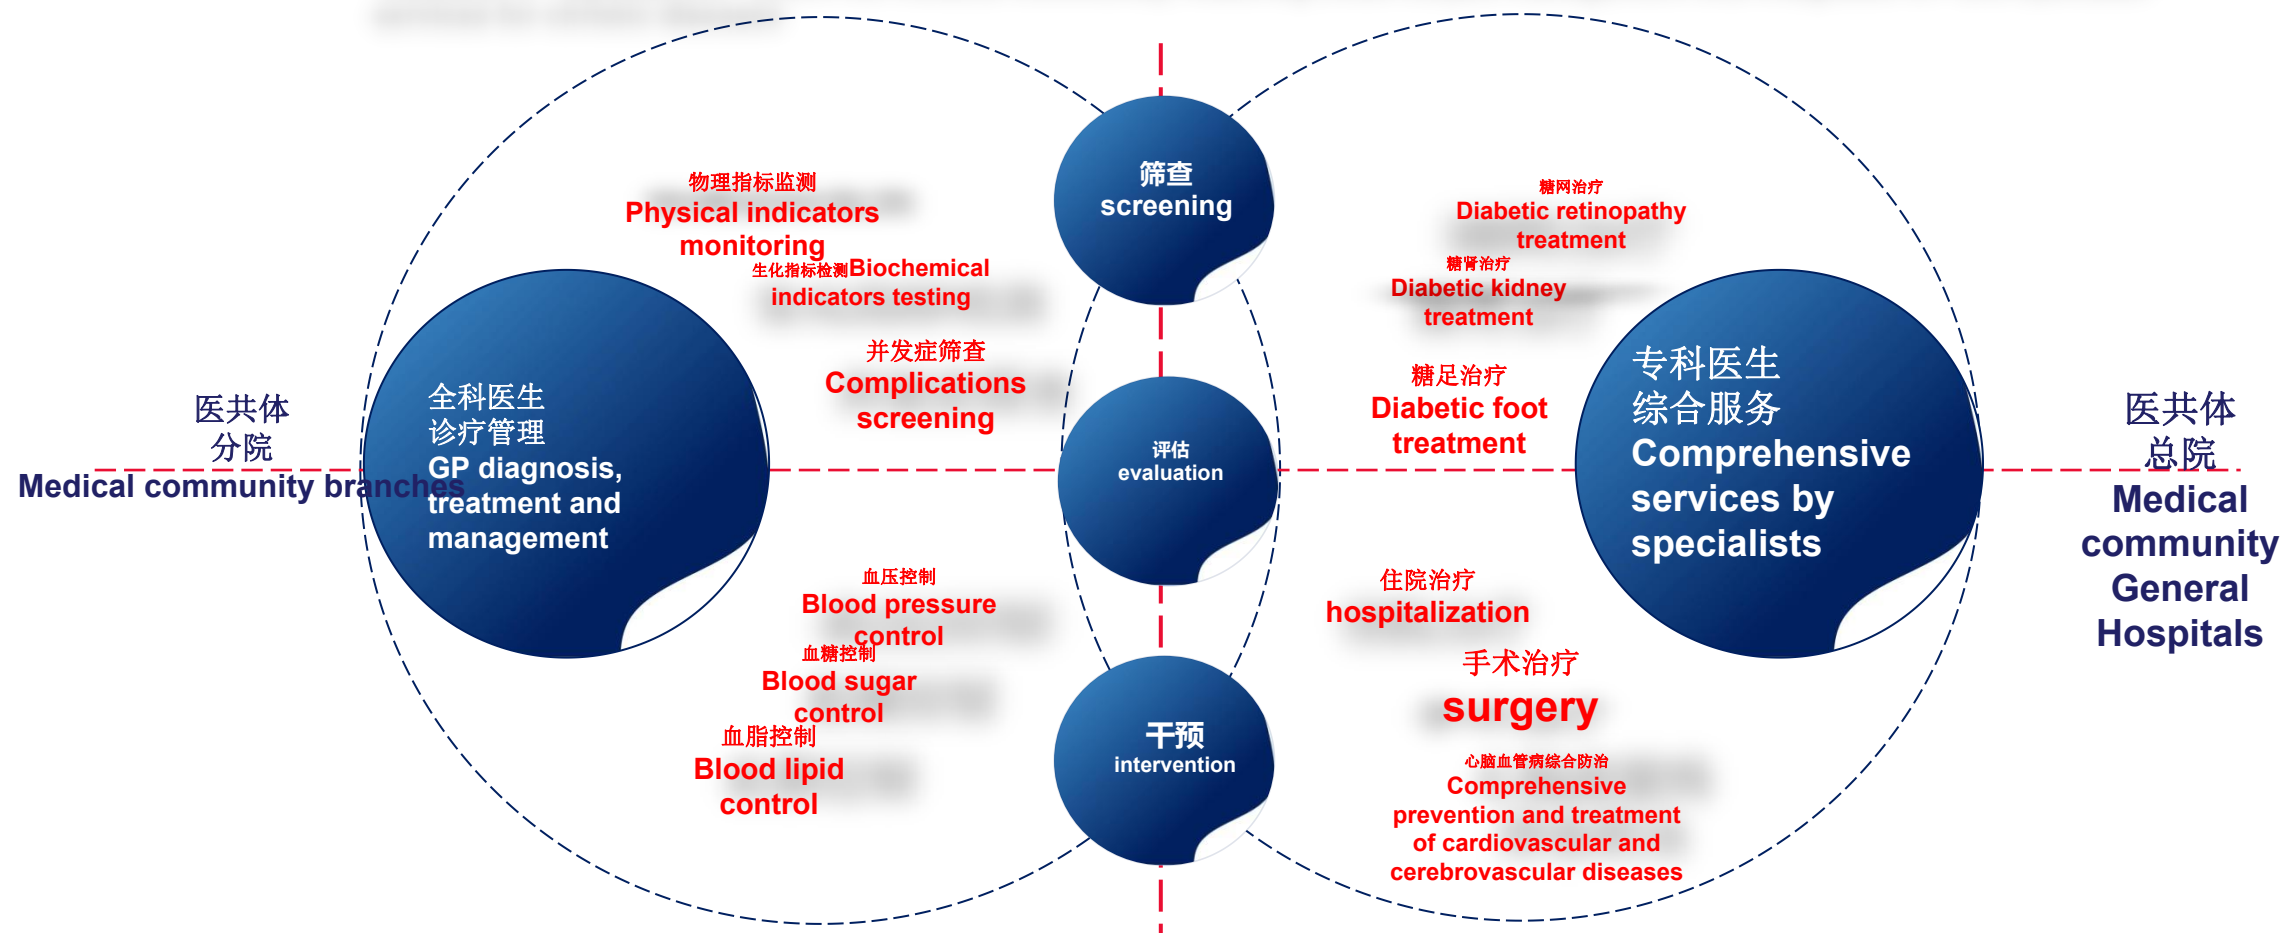 医共体
分院
Medical community branches
全科医生
诊疗管理
GP diagnosis,
treatment and
management
物理指标监测
Physical indicators
monitoring
生化指标检测Biochemical
indicators testing
并发症筛查
Complications
screening
血压控制
Blood pressure
control
血糖控制
Blood sugar
control
血脂控制
Blood lipid
control
筛查
screening
评估
evaluation
干预
intervention
糖网治疗
Diabetic retinopathy
treatment
糖肾治疗
Diabetic kidney
treatment
糖足治疗
Diabetic foot
treatment
住院治疗
hospitalization
手术治疗
surgery
心脑血管病综合防治
Comprehensive
prevention and treatment
of cardiovascular and
cerebrovascular diseases
专科医生
综合服务
Comprehensive
services by
specialists
医共体
总院
Medical
community
General
Hospitals